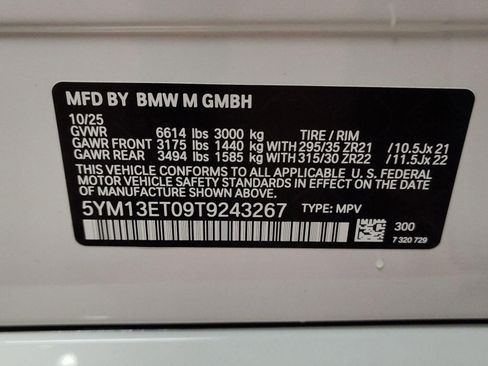 MFD BY BMW M GMBH
10/25
GVWR 6614 lbs 3000 kg TIRE / RIM
GAWR FRONT 3175 lbs 1440 kg WITH 295/35 ZR21 / 10.5Jx 21
GAWR REAR 3494 lbs 1585 kg WITH 315/30 ZR22 / 11.5Jx 22
THIS VEHICLE CONFORMS TO ALL APPLICABLE U. S. FEDERAL
MOTOR VEHICLE SAFETY STANDARDS IN EFFECT ON THE DATE OF
MANUFACTURE SHOWN ABOVE.
5YM13ET09T9243267 TYPE: MPV
300
7 320 729